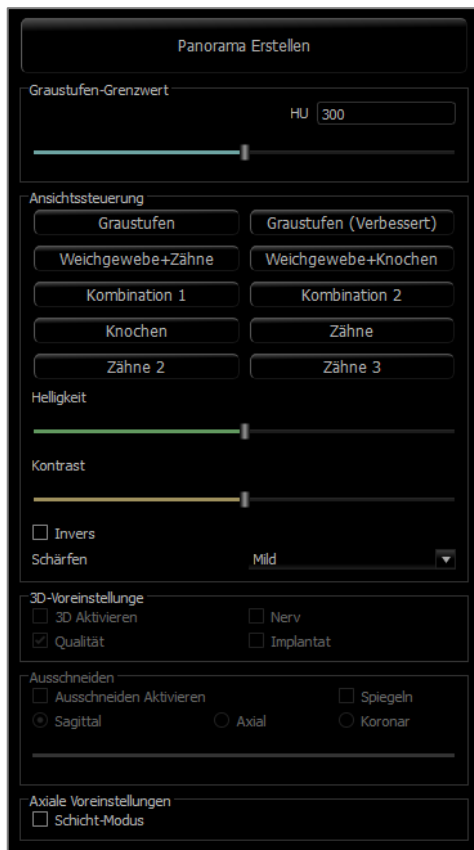 Panorama Erstellen
Graustufen-Grenzwert
HU 300
Ansichtssteuerung
Graustufen Graustufen (Verbessert)
Weichgewebe+Zähne Weichgewebe+Knochen
Kombination 1 Kombination 2
Knochen Zähne
Zähne 2 Zähne 3
Helligkeit
Kontrast
Invers
Schärfen Mild
3D-Voreinstellunge
3D Aktivieren Nerv
Qualität Implantat
Ausschneiden
Ausschneiden Aktivieren Spiegeln
Sagittal Axial Koronar
Axiale Voreinstellungen
Schicht-Modus